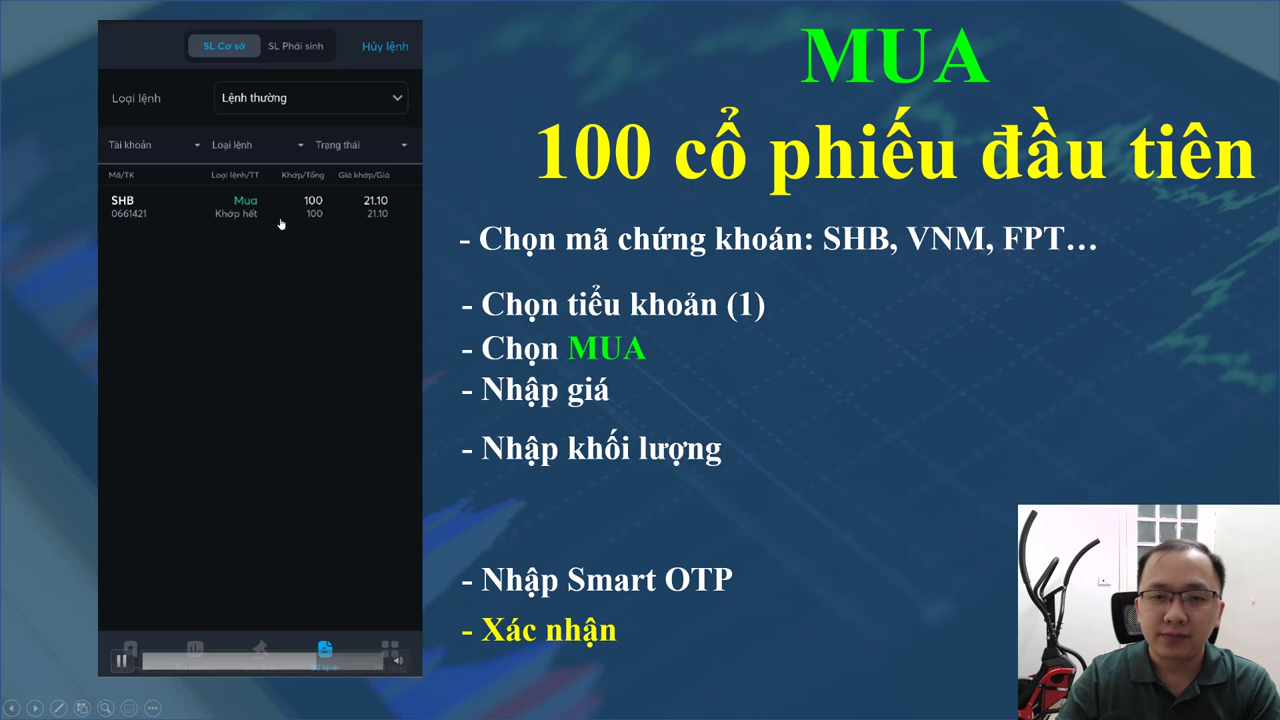 SL Cơ sở SL Phái sinh Hủy lệnh
Loại lệnh Lệnh thường
Tài khoản Loại lệnh Trạng thái
Mã/TK Loại lệnh/TT Khớp/Tổng Giá khớp/Giá
SHB Mua 100 21.10
0661421 Khớp hết 100 21.10
Sổ lệnh
MUA
100 cổ phiếu đầu tiên
- Chọn mã chứng khoán: SHB, VNM, FPT...
- Chọn tiểu khoản (1)
- Chọn MUA
- Nhập giá
- Nhập khối lượng
- Nhập Smart OTP
- Xác nhận